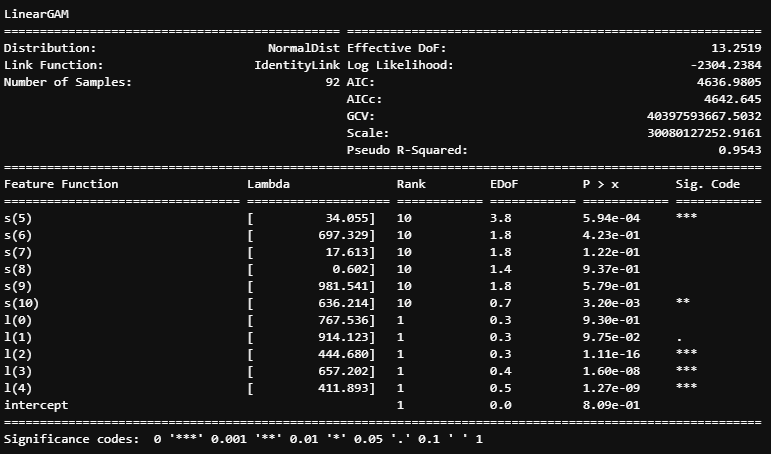 LinearGAM
=============================================== ==========================================================
Distribution:                        NormalDist Effective DoF:                                     13.2519
Link Function:                     IdentityLink Log Likelihood:                                 -2304.2384
Number of Samples:                           92 AIC:                                             4636.9805
                                                AICc:                                             4642.645
                                                GCV:                                       40397593667.5032
                                                Scale:                                     30080127252.9161
                                                Pseudo R-Squared:                                   0.9543
==========================================================================================================
Feature Function                  Lambda               Rank         EDoF         P > x        Sig. Code
================================= ==================== ============ ============ ============ ============
s(5)                              [          34.055]   10           3.8          5.94e-04     ***
s(6)                              [         697.329]   10           1.8          4.23e-01
s(7)                              [          17.613]   10           1.8          1.22e-01
s(8)                              [           0.602]   10           1.4          9.37e-01
s(9)                              [         981.541]   10           1.8          5.79e-01
s(10)                             [         636.214]   10           0.7          3.20e-03     **
l(0)                              [         767.536]   1            0.3          9.30e-01
l(1)                              [         914.123]   1            0.3          9.75e-02     .
l(2)                              [         444.680]   1            0.3          1.11e-16     ***
l(3)                              [         657.202]   1            0.4          1.60e-08     ***
l(4)                              [         411.893]   1            0.5          1.27e-09     ***
intercept                                              1            0.0          8.09e-01
==========================================================================================================
Significance codes:  0 '***' 0.001 '**' 0.01 '*' 0.05 '.' 0.1 ' ' 1